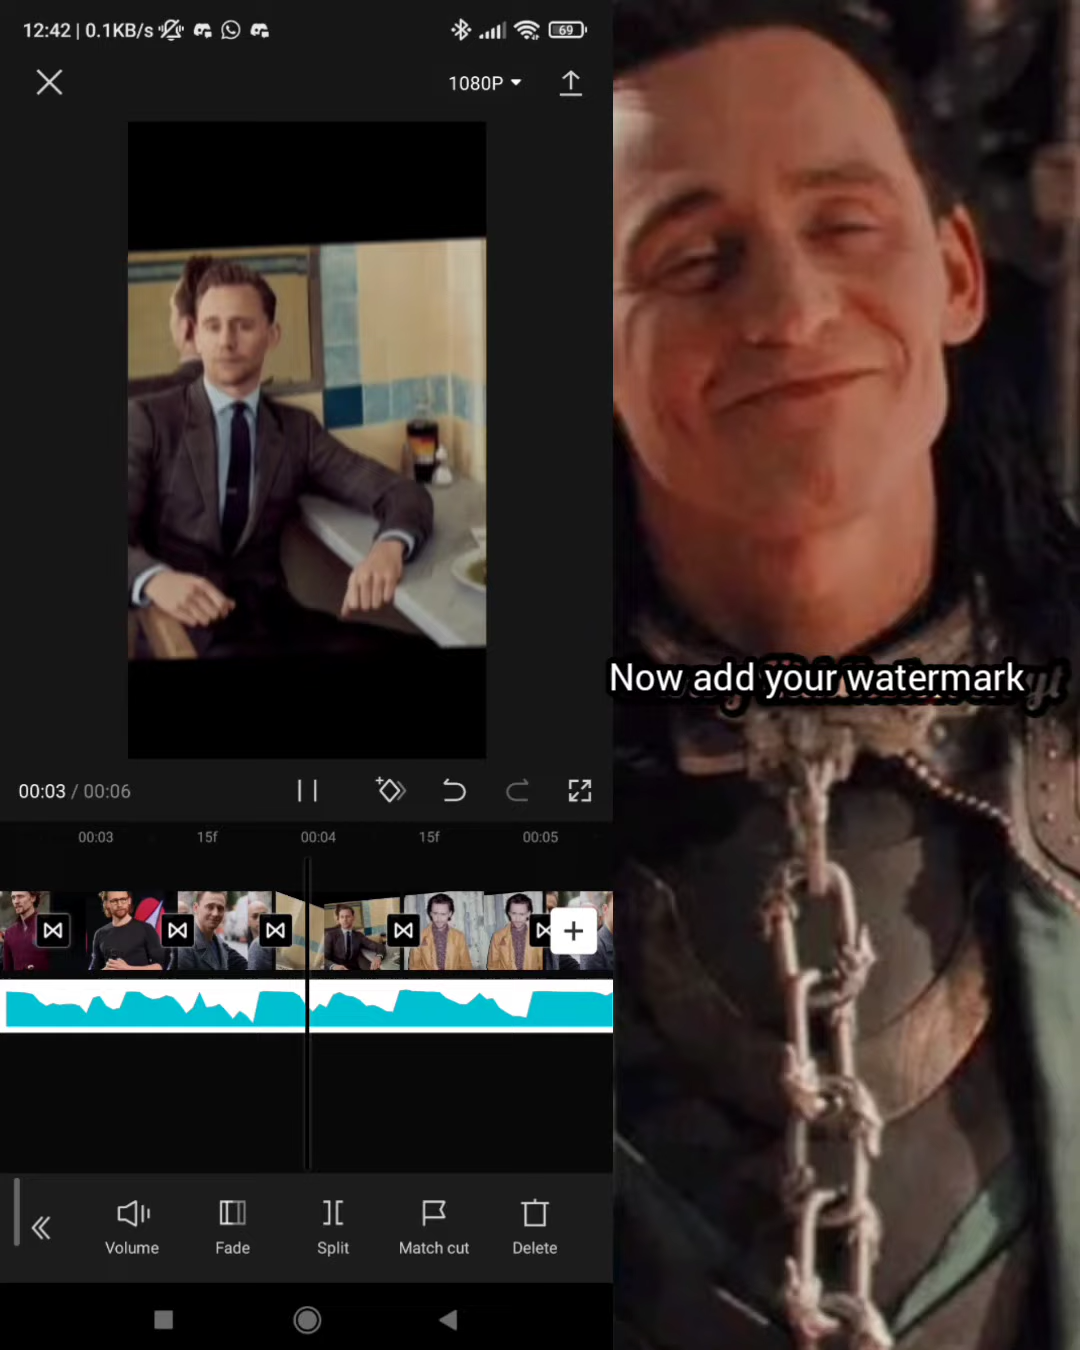 12:42 | 0.1KB/s
69
1080P
Now add your watermark
00:03 / 00:06
00:03 15f 00:04 15f 00:05
Volume Fade Split Match cut Delete